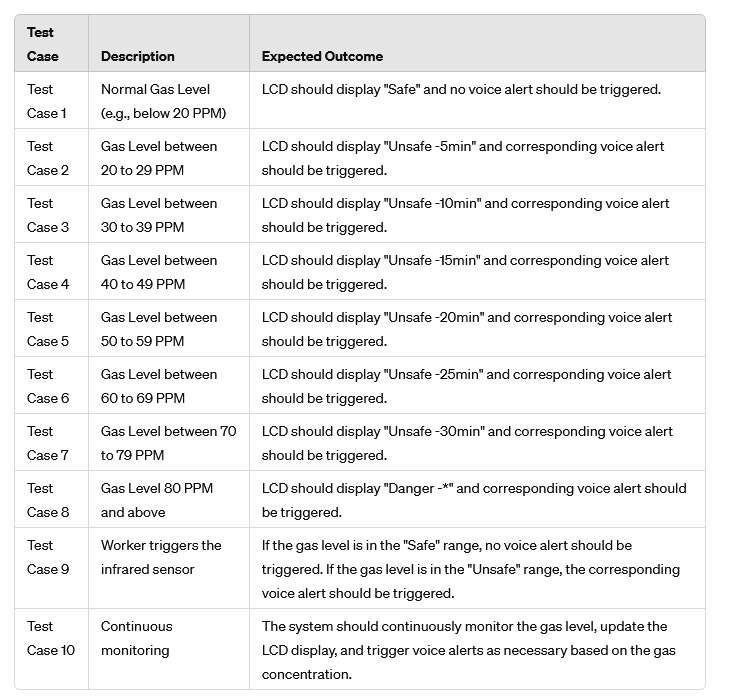 Test
Case Description Expected Outcome
Test Normal Gas Level LCD should display "Safe" and no voice alert should be triggered.
Case 1 (e.g., below 20 PPM)
Test Gas Level between LCD should display "Unsafe -5min" and corresponding voice alert
Case 2 20 to 29 PPM should be triggered.
Test Gas Level between LCD should display "Unsafe -10min" and corresponding voice alert
Case 3 30 to 39 PPM should be triggered.
Test Gas Level between LCD should display "Unsafe -15min" and corresponding voice alert
Case 4 40 to 49 PPM should be triggered.
Test Gas Level between LCD should display "Unsafe -20min" and corresponding voice alert
Case 5 50 to 59 PPM should be triggered.
Test Gas Level between LCD should display "Unsafe -25min" and corresponding voice alert
Case 6 60 to 69 PPM should be triggered.
Test Gas Level between 70 LCD should display "Unsafe -30min" and corresponding voice alert
Case 7 to 79 PPM should be triggered.
Test Gas Level 80 PPM LCD should display "Danger -*" and corresponding voice alert should
Case 8 and above be triggered.
Test Worker triggers the If the gas level is in the "Safe" range, no voice alert should be
Case 9 infrared sensor triggered. If the gas level is in the "Unsafe" range, the corresponding
voice alert should be triggered.
Test Continuous The system should continuously monitor the gas level, update the
Case 10 monitoring LCD display, and trigger voice alerts as necessary based on the gas
concentration.